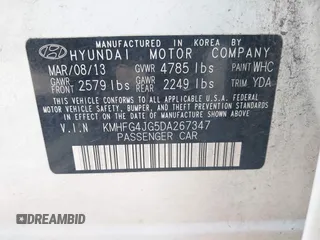 MANUFACTURED IN KOREA BY
HYUNDAI MOTOR COMPANY
MAR/08/13 GVWR 4785 lbs PAINT WHC
GAWR FRONT 2579 lbs GAWR REAR 2249 lbs TRIM YDA
THIS VEHICLE CONFORMS TO ALL APPLICABLE U.S. FEDERAL
MOTOR VEHICLE SAFETY, BUMPER, AND THEFT PREVENTION
STANDARDS IN EFFECT ON THE DATE OF MANUFACTURE SHOWN ABOVE.
V.I.N KMHFG4JG5DA267347
PASSENGER CAR
DREAMBID